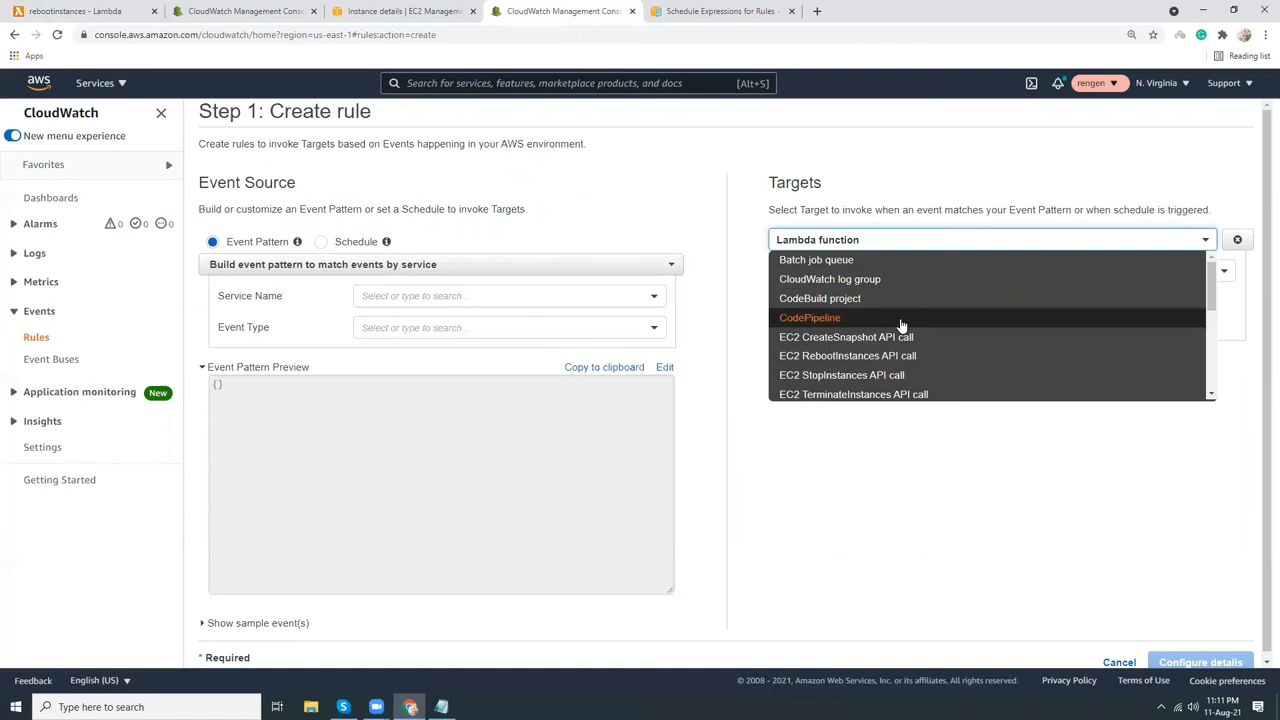 rebootinstances - Lambda
CloudWatch Management Conso
Instance details | EC2 Manageme
CloudWatch Management Conso
Schedule Expressions for Rules -
console.aws.amazon.com/cloudwatch/home?region=us-east-1#rules:action=create
Apps
Reading list
aws
Services
Search for services, features, marketplace products, and docs
[Alt+S]
rengen
N. Virginia
Support
CloudWatch
New menu experience
Favorites
Dashboards
Alarms
0
0
0
Logs
Metrics
Events
Rules
Event Buses
Application monitoring
New
Insights
Settings
Getting Started
Step 1: Create rule
Create rules to invoke Targets based on Events happening in your AWS environment.
Event Source
Build or customize an Event Pattern or set a Schedule to invoke Targets.
Event Pattern
Schedule
Build event pattern to match events by service
Service Name
Select or type to search...
Event Type
Select or type to search...
Event Pattern Preview
Copy to clipboard
Edit
{}
Show sample event(s)
* Required
Targets
Select Target to invoke when an event matches your Event Pattern or when schedule is triggered.
Lambda function
Batch job queue
CloudWatch log group
CodeBuild project
CodePipeline
EC2 CreateSnapshot API call
EC2 RebootInstances API call
EC2 StopInstances API call
EC2 TerminateInstances API call
Cancel
Configure details
Feedback
English (US)
© 2008 - 2021, Amazon Web Services, Inc. or its affiliates. All rights reserved.
Privacy Policy
Terms of Use
Cookie preferences
Type here to search
11:11 PM
11-Aug-21